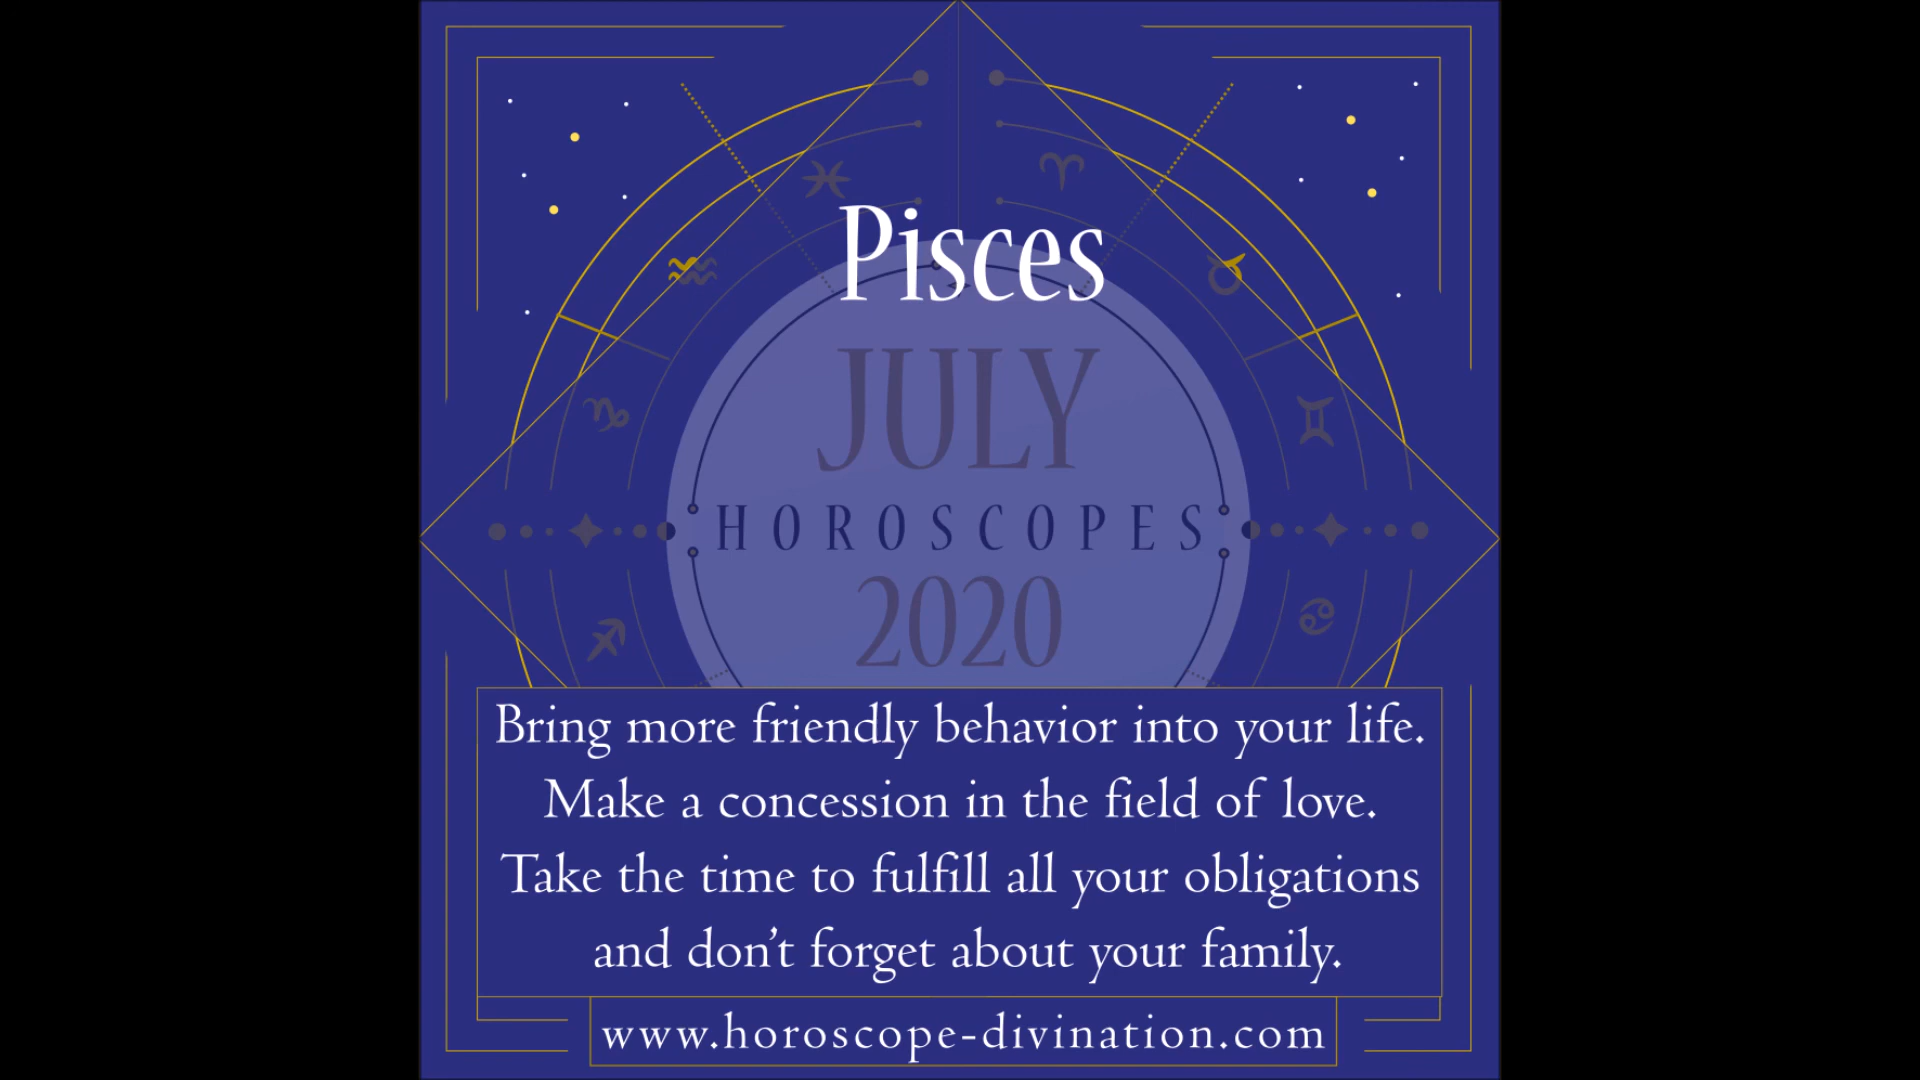 Pisces
JULY
HOROSCOPES
2020
Bring more friendly behavior into your life.
Make a concession in the field of love.
Take the time to fulfill all your obligations
and don't forget about your family.
www.horoscope-divination.com